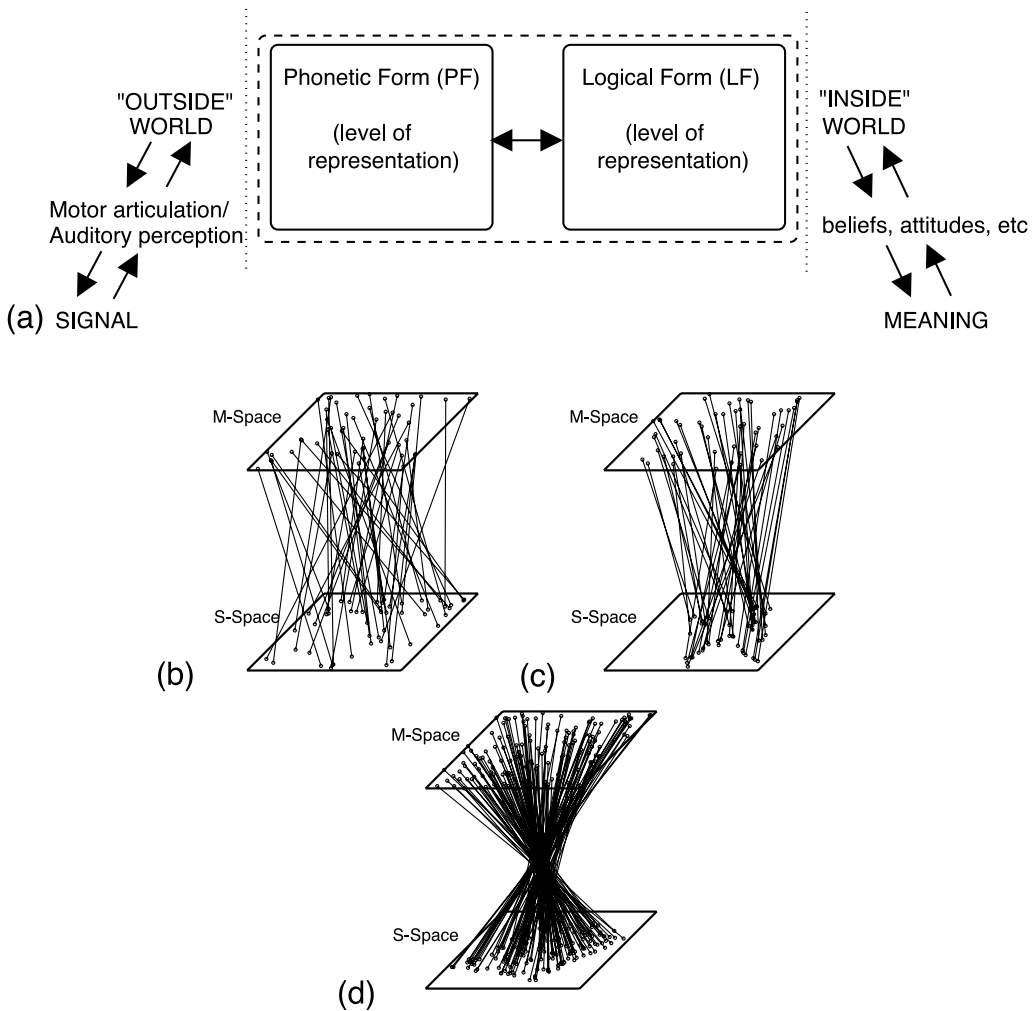 "OUTSIDE"
WORLD
Motor articulation/
Auditory perception
(a) SIGNAL
Phonetic Form (PF)
(level of
representation)
Logical Form (LF)
(level of
representation)
"INSIDE"
WORLD
beliefs, attitudes, etc
MEANING
M-Space
S-Space
(b)
M-Space
S-Space
(c)
M-Space
S-Space
(d)